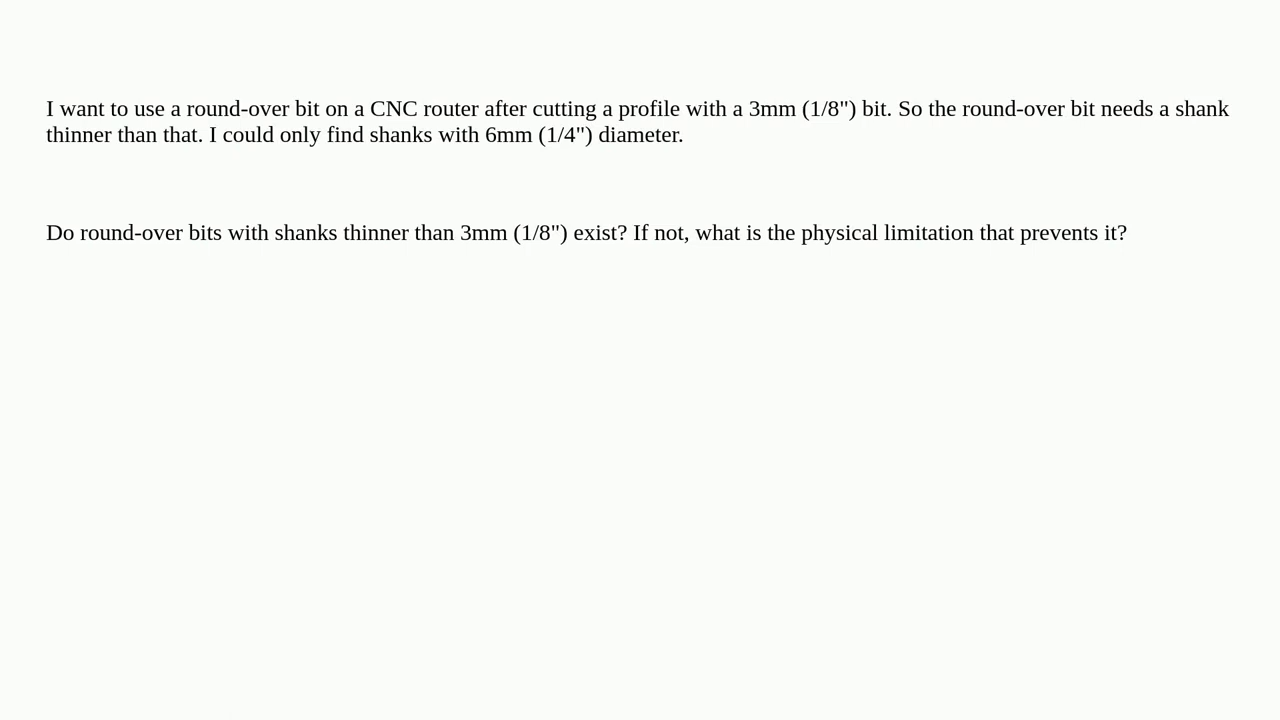 I want to use a round-over bit on a CNC router after cutting a profile with a 3mm (1/8") bit. So the round-over bit needs a shank
thinner than that. I could only find shanks with 6mm (1/4") diameter.
Do round-over bits with shanks thinner than 3mm (1/8") exist? If not, what is the physical limitation that prevents it?